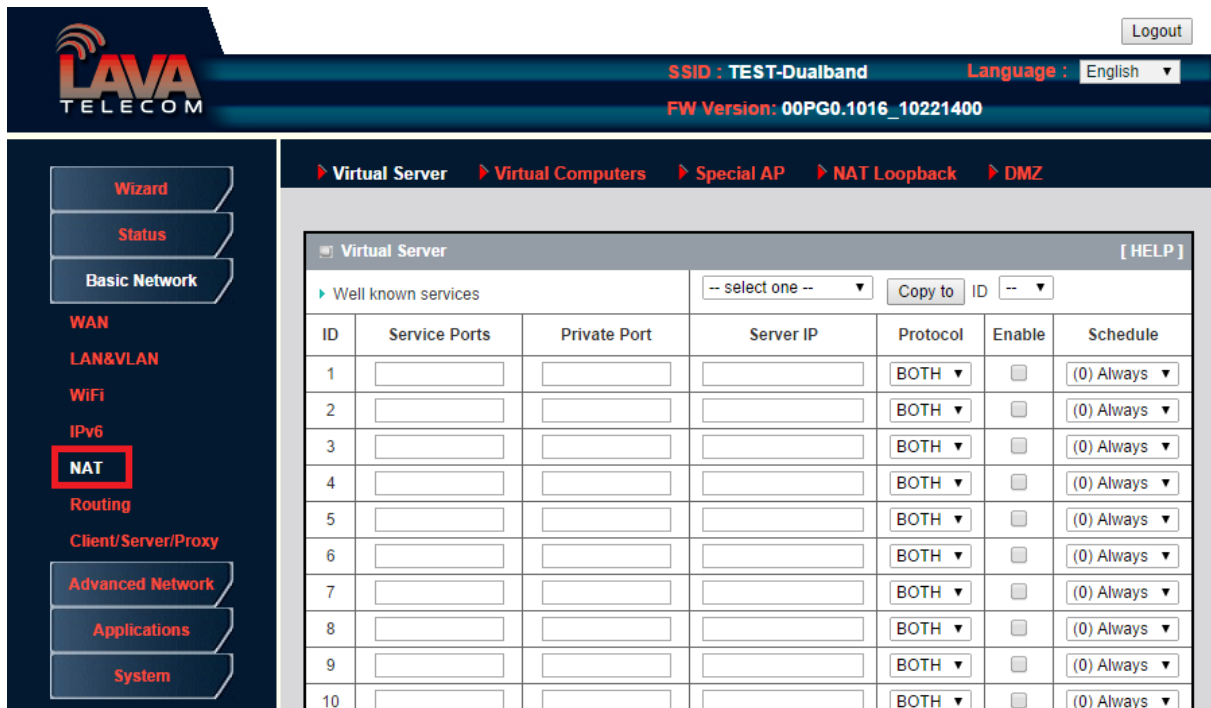 Logout
LAVA
TELECOM
SSID : TEST-Dualband Language : English
FW Version: 00PG0.1016_10221400
Wizard
Status
Basic Network
WAN
LAN&VLAN
WiFi
IPv6
NAT
Routing
Client/Server/Proxy
Advanced Network
Applications
System
Virtual Server Virtual Computers Special AP NAT Loopback DMZ
Virtual Server [ HELP ]
Well known services -- select one -- Copy to ID --
ID Service Ports Private Port Server IP Protocol Enable Schedule
1 BOTH (0) Always
2 BOTH (0) Always
3 BOTH (0) Always
4 BOTH (0) Always
5 BOTH (0) Always
6 BOTH (0) Always
7 BOTH (0) Always
8 BOTH (0) Always
9 BOTH (0) Always
10 BOTH (0) Always